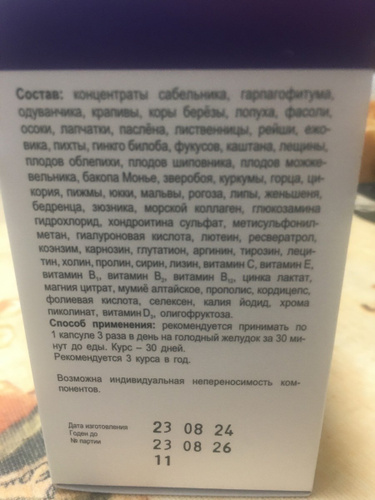 Состав: концентраты сабельника, гарпагофитума,
одуванчика, крапивы, коры берёзы, лопуха, фасоли,
осоки, лапчатки, паслёна, лиственницы, рейши, ежо-
вика, пихты, гинкго билоба, фукусов, каштана, лещины,
плодов облепихи, плодов шиповника, плодов можже-
вельника, бакопа Монье, зверобоя, куркумы, горца, ци-
кория, пижмы, юкки, мальвы, рогоза, липы, женьшеня,
бедренца, зюзника, морской коллаген, глюкозамина
гидрохлорид, хондроитина сульфат, метисульфонил-
метан, гиалуроновая кислота, лютеин, ресвератрол,
коэнзим, карнозин, глутатион, аргинин, тирозин, леци-
тин, холин, пролин, сирин, лизин, витамин С, витамин Е,
витамин В₁, витамин В₅, витамин В₁₂, цинка лактат,
магния цитрат, мумиё алтайское, прополис, кордицепс,
фолиевая кислота, селексен, калия йодид, хрома
пиколинат, витамин D₃, олигофруктоза.
Способ применения: рекомендуется принимать по
1 капсуле 3 раза в день на голодный желудок за 30 ми-
нут до еды. Курс – 30 дней.
Рекомендуется 3 курса в год.
Возможна индивидуальная непереносимость ком-
понентов.
Дата изготовления 23 08 24
Годен до 23 08 26
№ партии 11